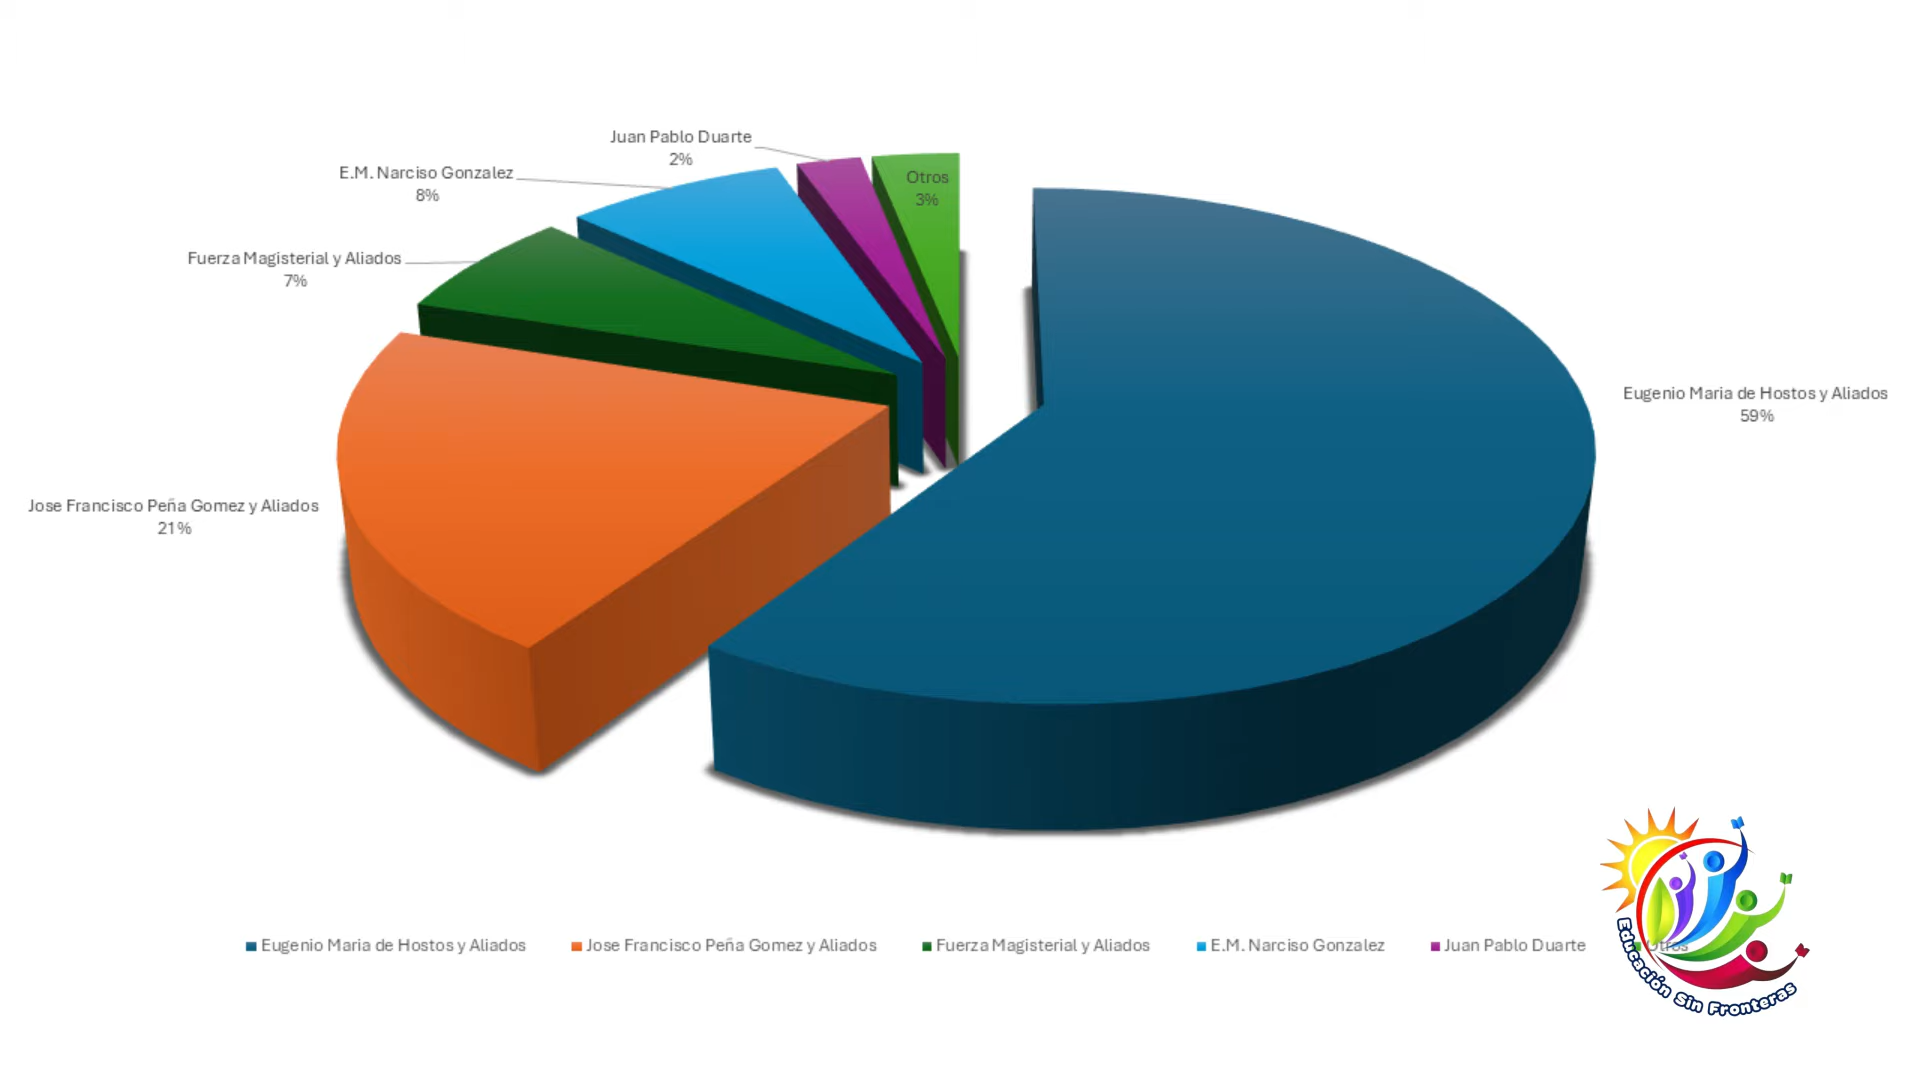 Juan Pablo Duarte
2%
E.M. Narciso Gonzalez
8%
Otros
3%
Fuerza Magisterial y Aliados
7%
Eugenio Maria de Hostos y Aliados
59%
Jose Francisco Peña Gomez y Aliados
21%
Eugenio Maria de Hostos y Aliados
Jose Francisco Peña Gomez y Aliados
Fuerza Magisterial y Aliados
E.M. Narciso Gonzalez
Juan Pablo Duarte
Otros
Educación Sin Fronteras